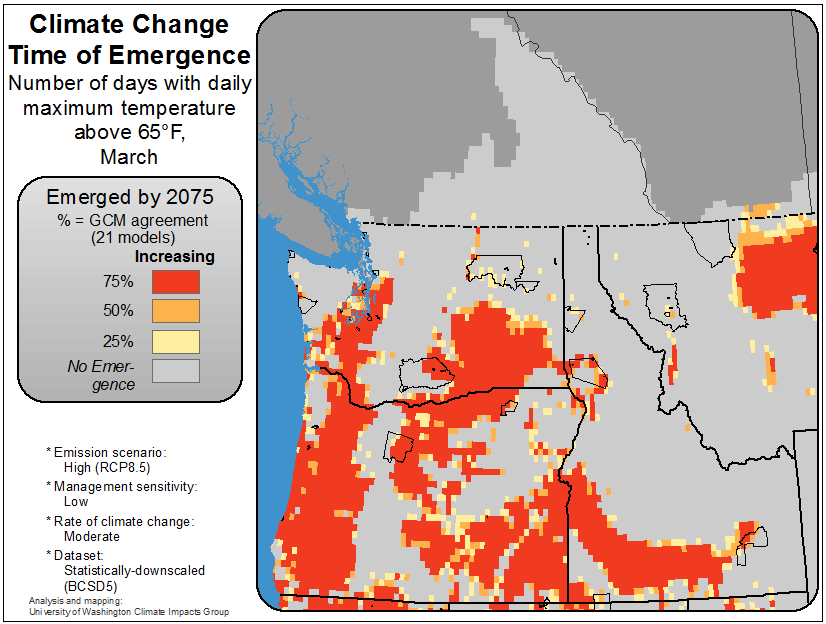 Climate Change
Time of Emergence
Number of days with daily
maximum temperature
above 65°F,
March
Emerged by 2075
% = GCM agreement
(21 models)
Increasing
75%
50%
25%
No Emer-
gence
* Emission scenario:
High (RCP8.5)
* Management sensitivity:
Low
* Rate of climate change:
Moderate
* Dataset:
Statistically-downscaled
(BCSD5)
Analysis and mapping:
University of Washington Climate Impacts Group